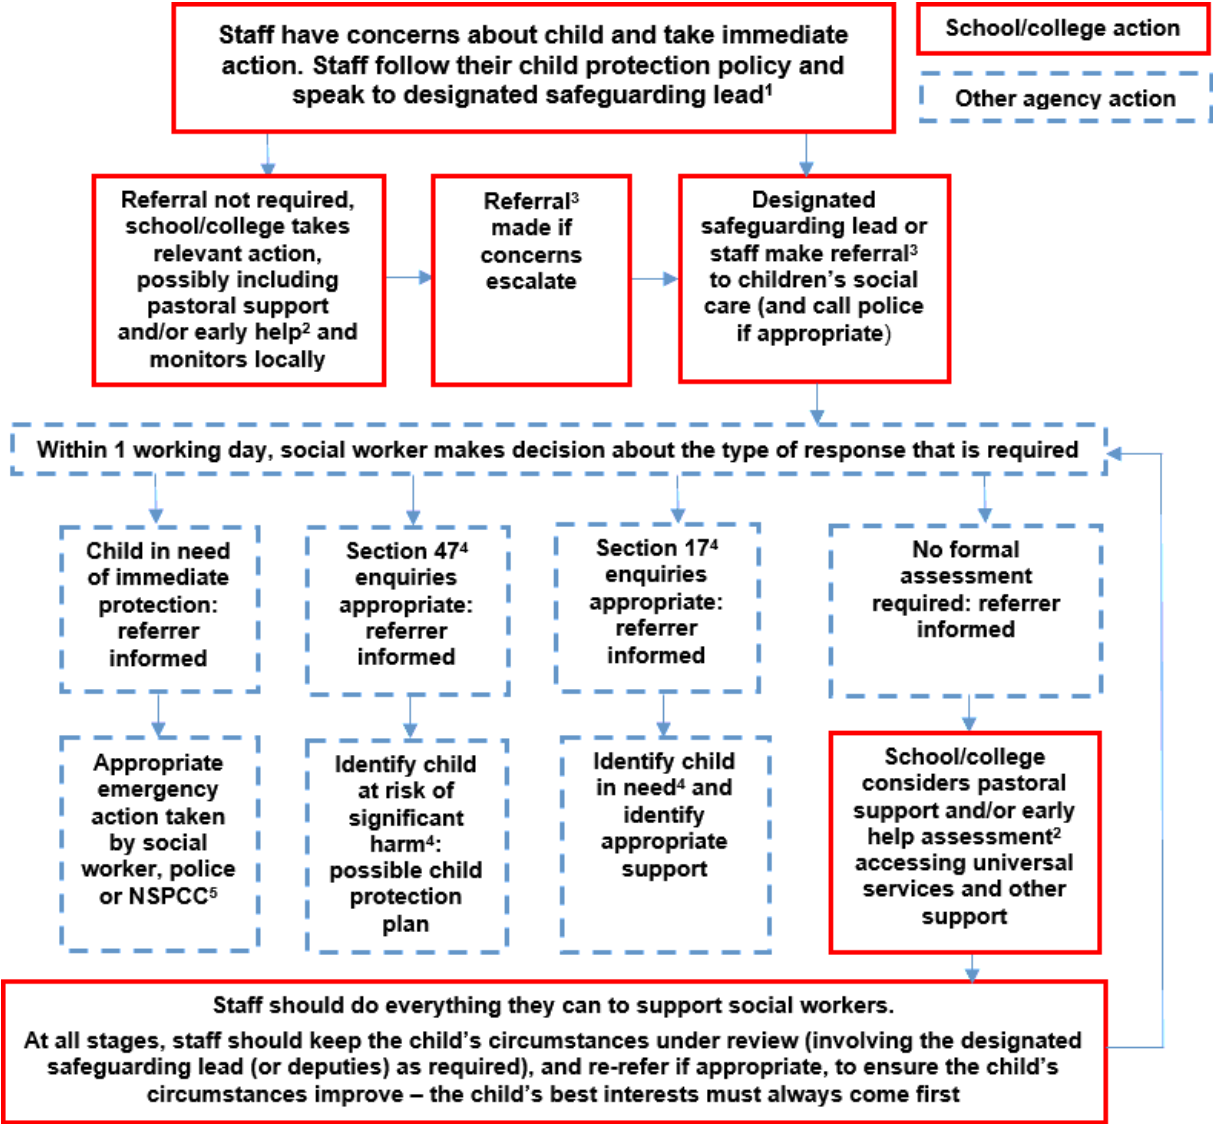 Staff have concerns about child and take immediate
action. Staff follow their child protection policy and
speak to designated safeguarding lead¹
School/college action
Other agency action
Referral not required,
school/college takes
relevant action,
possibly including
pastoral support
and/or early help² and
monitors locally
Referral³
made if
concerns
escalate
Designated
safeguarding lead or
staff make referral³
to children’s social
care (and call police
if appropriate)
Within 1 working day, social worker makes decision about the type of response that is required
Child in need
of immediate
protection:
referrer
informed
Section 47⁴
enquiries
appropriate:
referrer
informed
Section 17⁴
enquiries
appropriate:
referrer
informed
No formal
assessment
required: referrer
informed
Appropriate
emergency
action taken
by social
worker, police
or NSPCC⁵
Identify child
at risk of
significant
harm⁴:
possible child
protection
plan
Identify child
in need⁴ and
identify
appropriate
support
School/college
considers pastoral
support and/or early
help assessment²
accessing universal
services and other
support
Staff should do everything they can to support social workers.
At all stages, staff should keep the child’s circumstances under review (involving the designated
safeguarding lead (or deputies) as required), and re-refer if appropriate, to ensure the child’s
circumstances improve – the child’s best interests must always come first